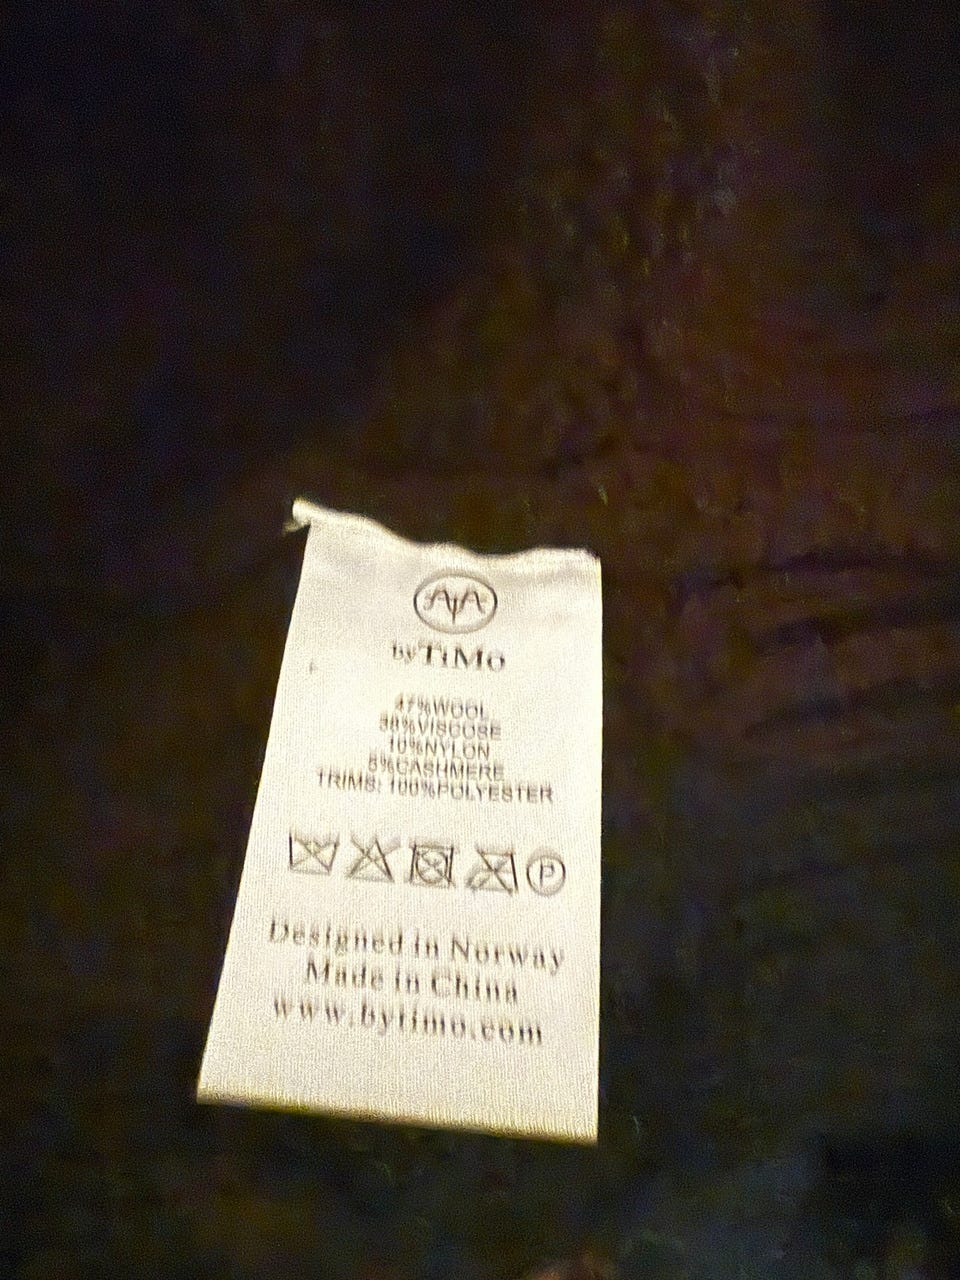 byTiMo
47%WOOL
38%VISCOSE
10%NYLON
5%CASHMERE
TRIMS: 100%POLYESTER
P
Designed in Norway
Made in China
www.bytimo.com